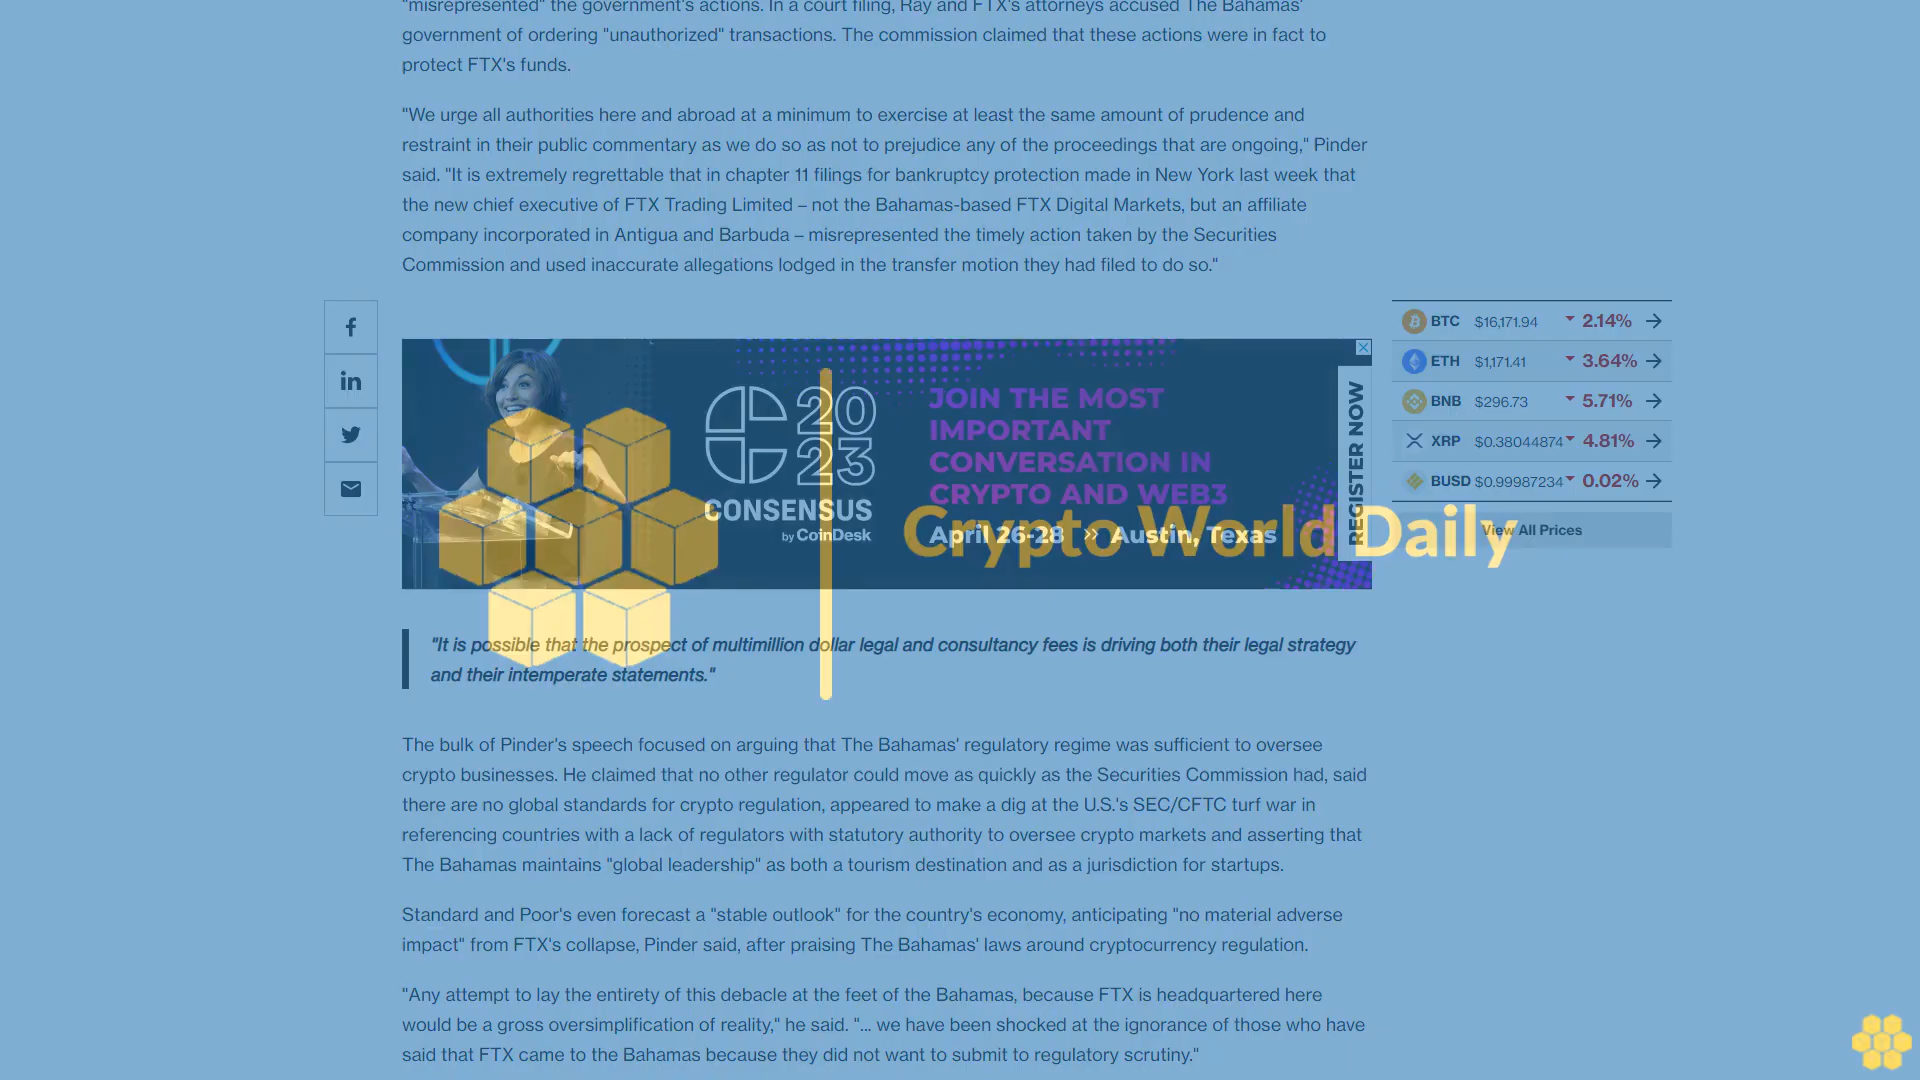 "misrepresented" the government's actions. In a court filing, Ray and FTX's attorneys accused The Bahamas'
government of ordering "unauthorized" transactions. The commission claimed that these actions were in fact to
protect FTX's funds.
"We urge all authorities here and abroad at a minimum to exercise at least the same amount of prudence and
restraint in their public commentary as we do so as not to prejudice any of the proceedings that are ongoing," Pinder
said. "It is extremely regrettable that in chapter 11 filings for bankruptcy protection made in New York last week that
the new chief executive of FTX Trading Limited – not the Bahamas-based FTX Digital Markets, but an affiliate
company incorporated in Antigua and Barbuda – misrepresented the timely action taken by the Securities
Commission and used inaccurate allegations lodged in the transfer motion they had filed to do so."
BTC $16,171.94 2.14%
ETH $1,171.41 3.64%
BNB $296.73 5.71%
XRP $0.38044874 4.81%
BUSD $0.99987234 0.02%
View All Prices
2023
CONSENSUS
by CoinDesk
JOIN THE MOST
IMPORTANT
CONVERSATION IN
CRYPTO AND WEB3
April 26-28 » Austin, Texas
REGISTER NOW
Crypto World Daily
"It is possible that the prospect of multimillion dollar legal and consultancy fees is driving both their legal strategy
and their intemperate statements."
The bulk of Pinder's speech focused on arguing that The Bahamas' regulatory regime was sufficient to oversee
crypto businesses. He claimed that no other regulator could move as quickly as the Securities Commission had, said
there are no global standards for crypto regulation, appeared to make a dig at the U.S.'s SEC/CFTC turf war in
referencing countries with a lack of regulators with statutory authority to oversee crypto markets and asserting that
The Bahamas maintains "global leadership" as both a tourism destination and as a jurisdiction for startups.
Standard and Poor's even forecast a "stable outlook" for the country's economy, anticipating "no material adverse
impact" from FTX's collapse, Pinder said, after praising The Bahamas' laws around cryptocurrency regulation.
"Any attempt to lay the entirety of this debacle at the feet of the Bahamas, because FTX is headquartered here
would be a gross oversimplification of reality," he said. "... we have been shocked at the ignorance of those who have
said that FTX came to the Bahamas because they did not want to submit to regulatory scrutiny."